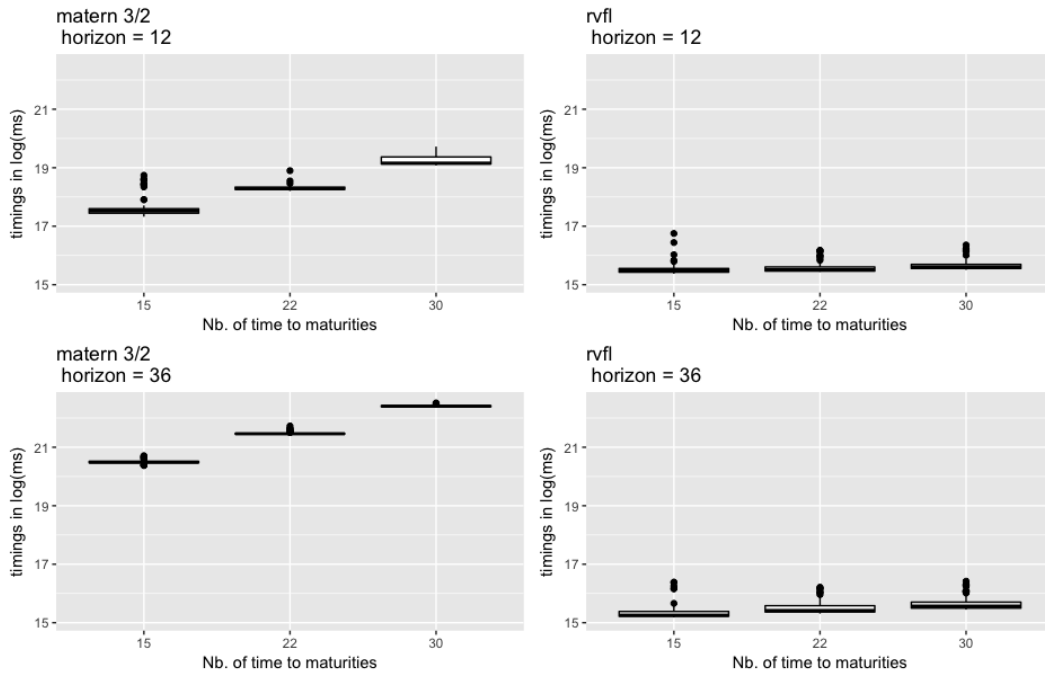 matern 3/2
horizon = 12
timings in log(ms)
21
19
17
15
15 22 30
Nb. of time to maturities
rvfl
horizon = 12
timings in log(ms)
21
19
17
15
15 22 30
Nb. of time to maturities
matern 3/2
horizon = 36
timings in log(ms)
21
19
17
15
15 22 30
Nb. of time to maturities
rvfl
horizon = 36
timings in log(ms)
21
19
17
15
15 22 30
Nb. of time to maturities